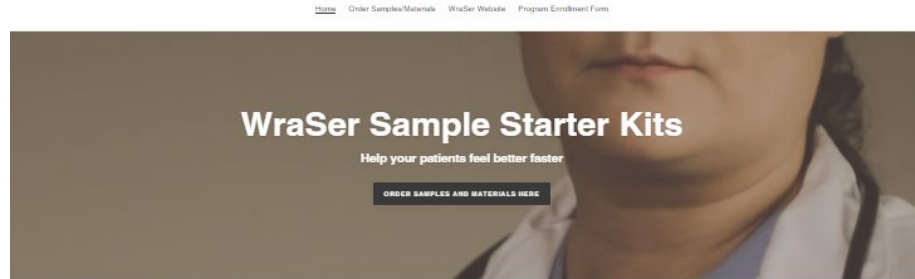 Home Order Samples/Materials WraSer Website Program Enrollment Form
WraSer Sample Starter Kits
Help your patients feel better faster
ORDER SAMPLES AND MATERIALS HERE